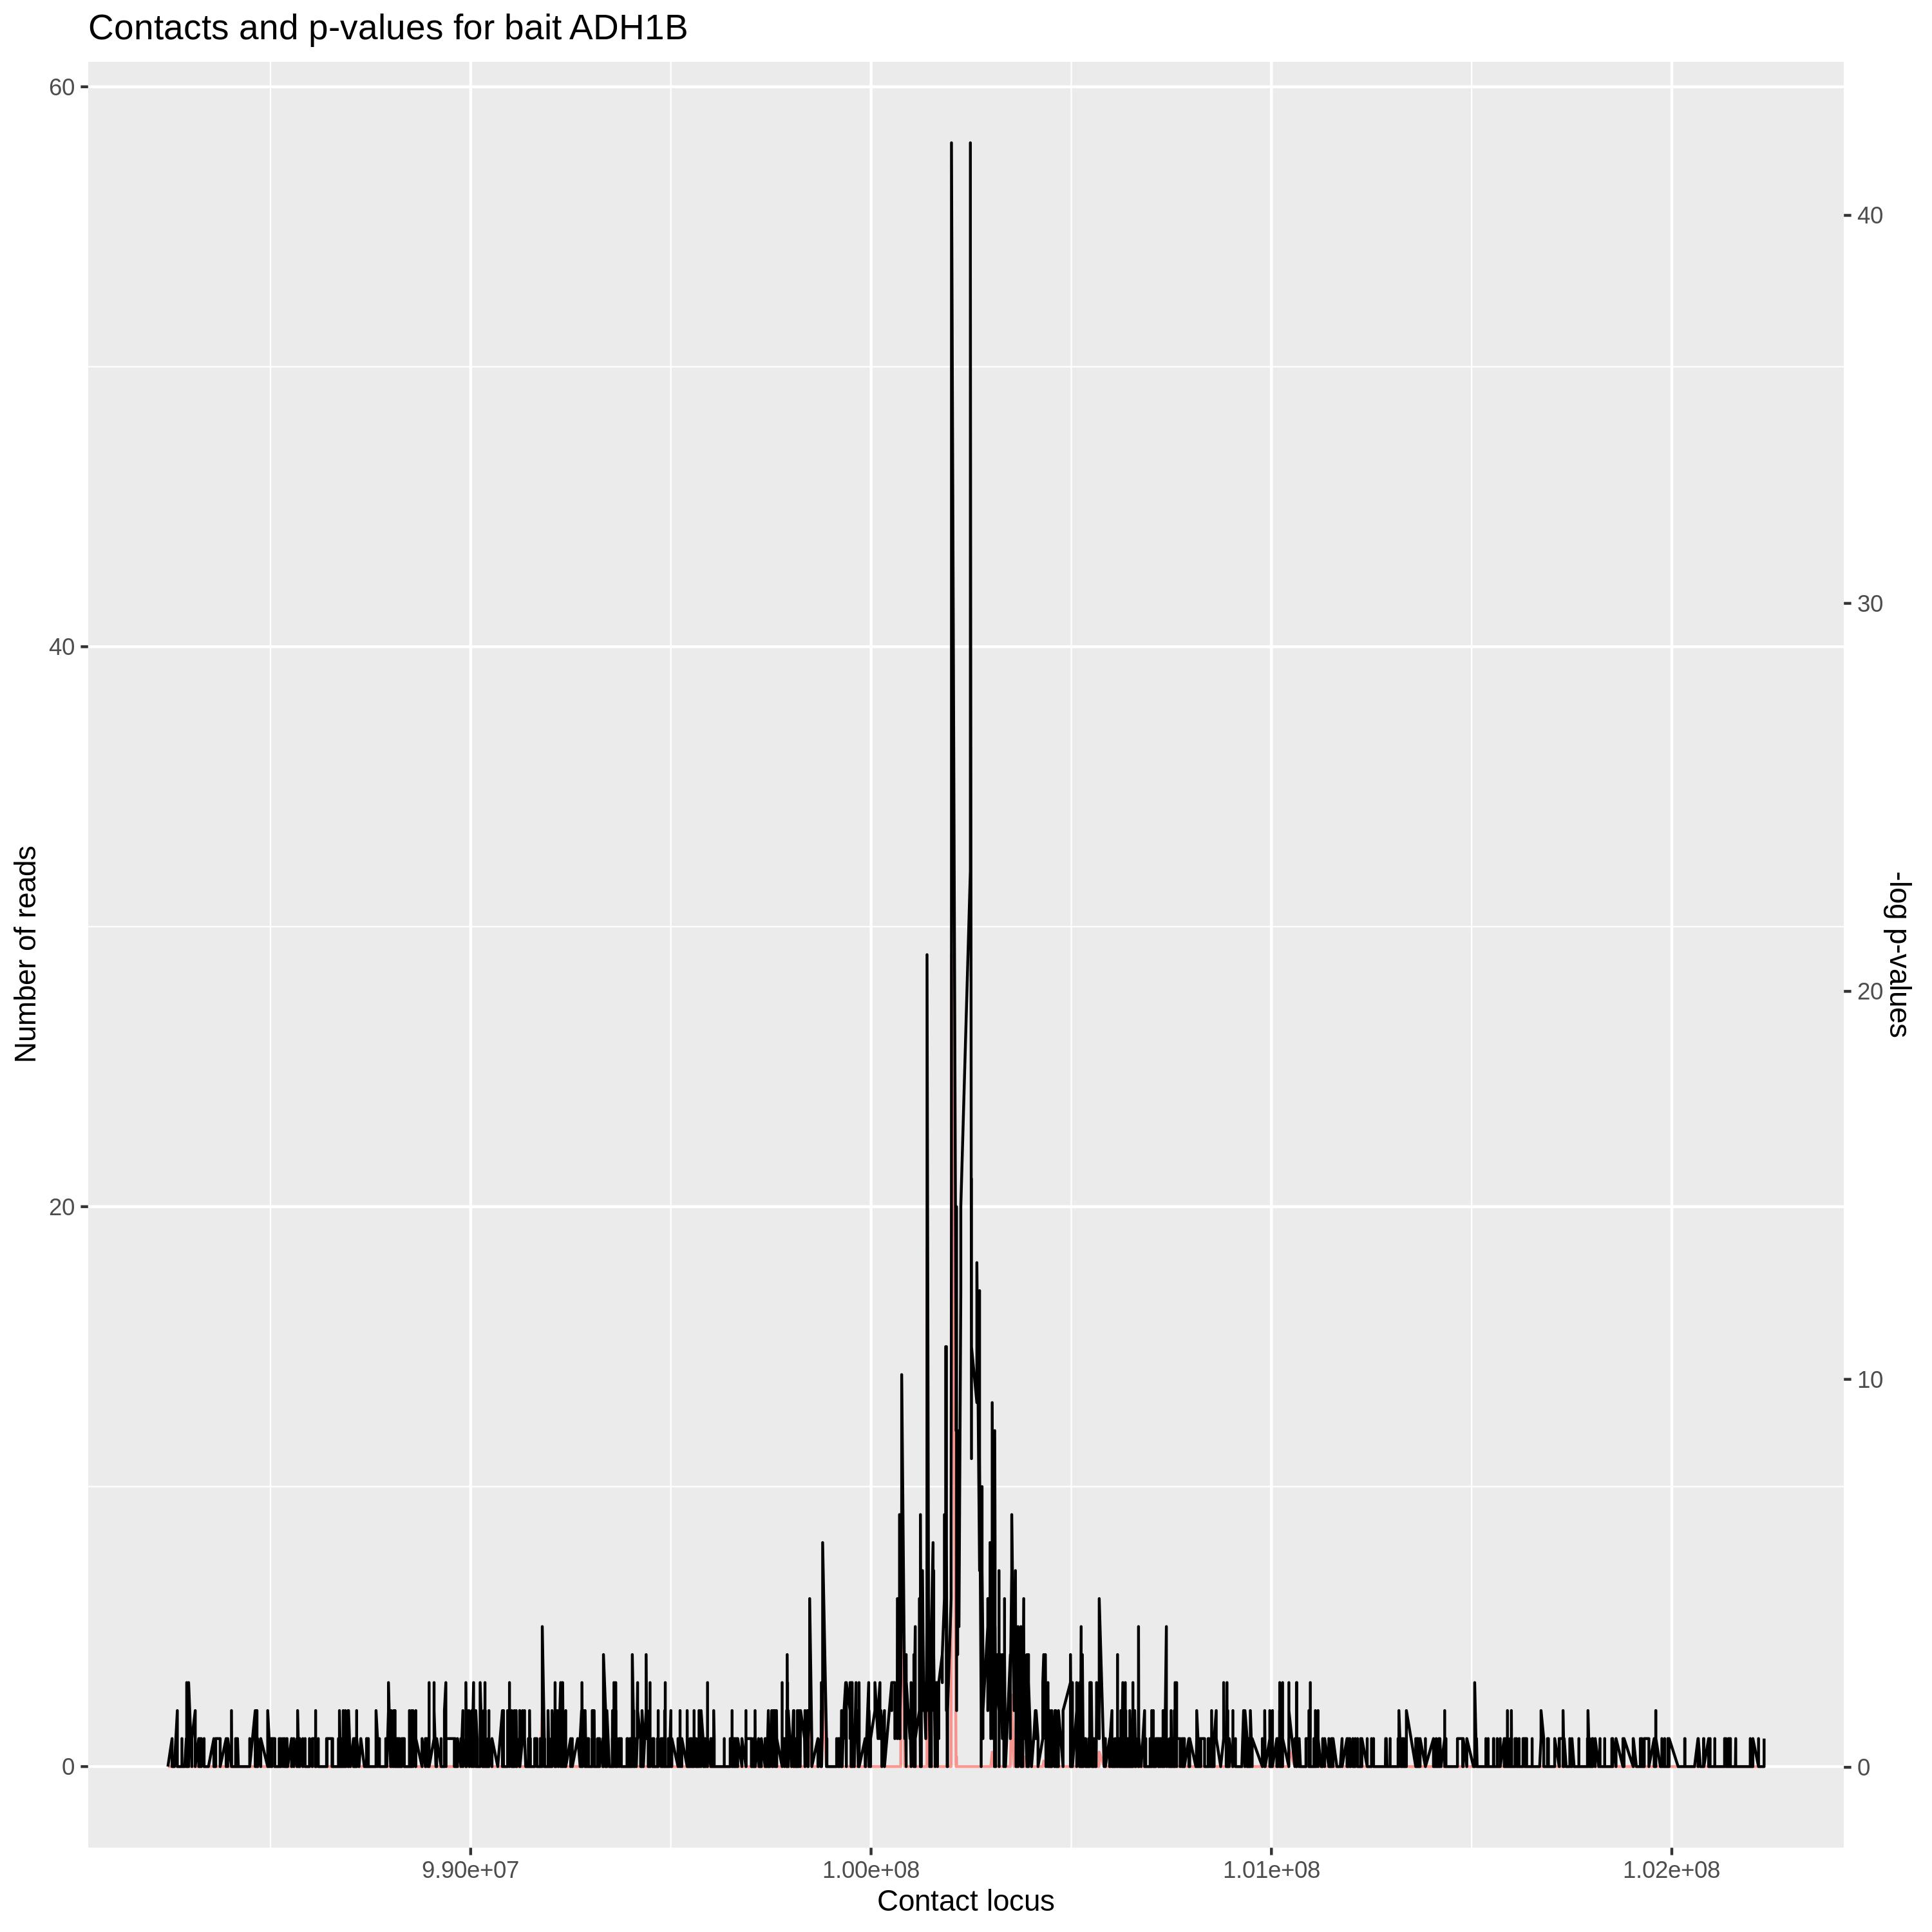 Contacts and p-values for bait ADH1B
60
40
20
0
Number of reads
40
30
20
10
0
-log p-values
9.90e+07
1.00e+08
1.01e+08
1.02e+08
Contact locus